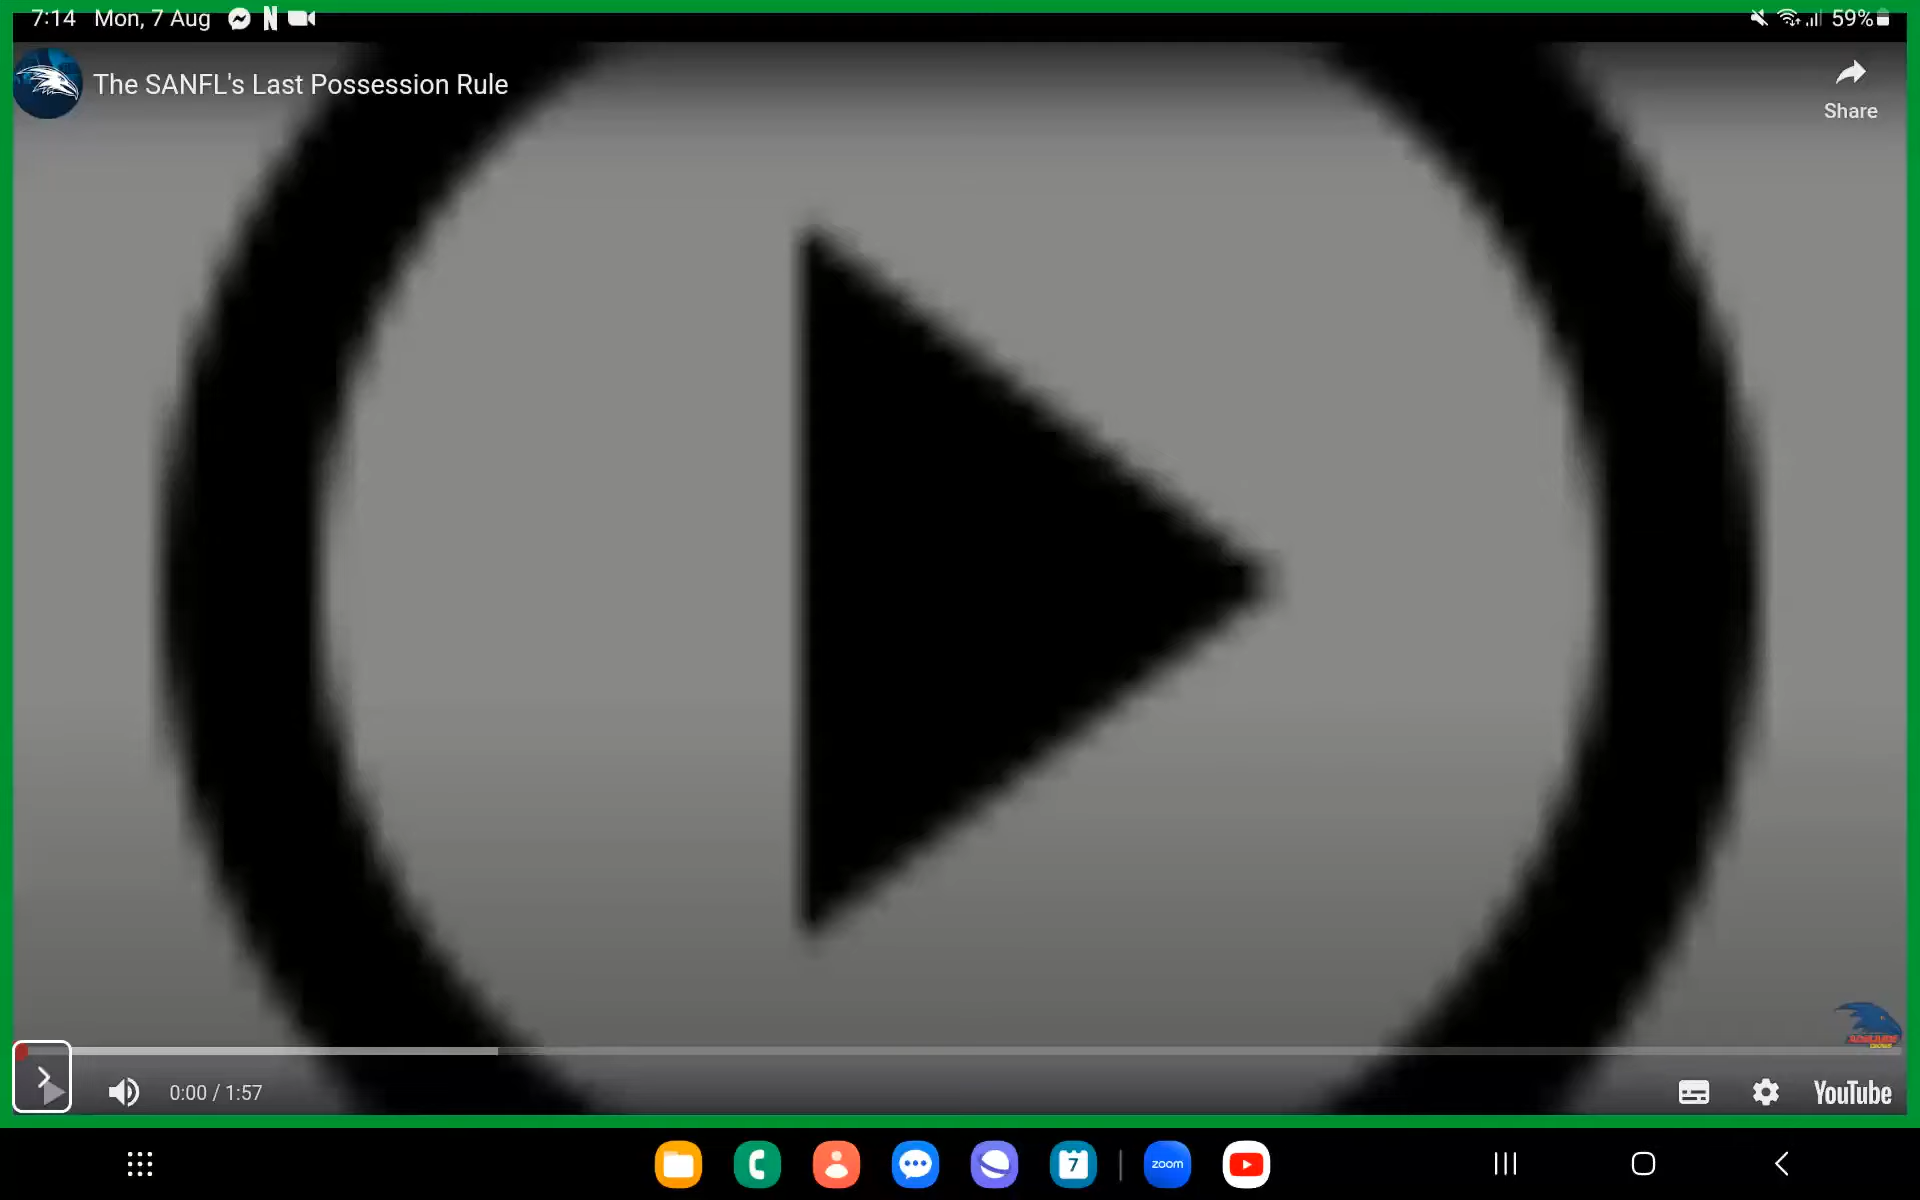 7:14 Mon, 7 Aug N 59%
The SANFL's Last Possession Rule
Share
0:00 / 1:57
YouTube
7
zoom